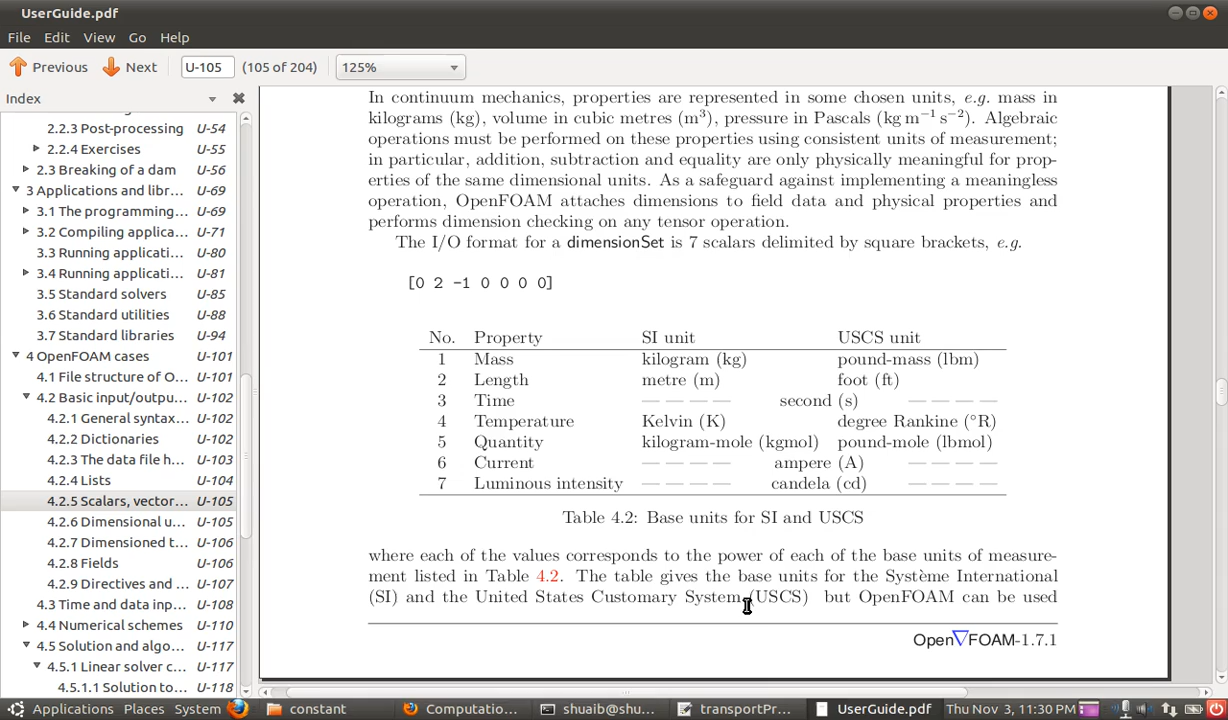 UserGuide.pdf
File Edit View Go Help
Previous Next U-105 (105 of 204) 125%
Index
2.2.3 Post-processing U-54
2.2.4 Exercises U-55
2.3 Breaking of a dam U-56
3 Applications and libr... U-69
3.1 The programming... U-69
3.2 Compiling applica... U-71
3.3 Running applicati... U-80
3.4 Running applicati... U-81
3.5 Standard solvers U-85
3.6 Standard utilities U-88
3.7 Standard libraries U-94
4 OpenFOAM cases U-101
4.1 File structure of O... U-101
4.2 Basic input/outpu... U-102
4.2.1 General syntax... U-102
4.2.2 Dictionaries U-102
4.2.3 The data file h... U-103
4.2.4 Lists U-104
4.2.5 Scalars, vector... U-105
4.2.6 Dimensional u... U-105
4.2.7 Dimensioned t... U-106
4.2.8 Fields U-106
4.2.9 Directives and ... U-107
4.3 Time and data inp... U-108
4.4 Numerical schemes U-110
4.5 Solution and algo... U-117
4.5.1 Linear solver c... U-117
4.5.1.1 Solution to... U-118
In continuum mechanics, properties are represented in some chosen units, e.g. mass in
kilograms (kg), volume in cubic metres (m³), pressure in Pascals (kg m⁻¹ s⁻²). Algebraic
operations must be performed on these properties using consistent units of measurement;
in particular, addition, subtraction and equality are only physically meaningful for prop-
erties of the same dimensional units. As a safeguard against implementing a meaningless
operation, OpenFOAM attaches dimensions to field data and physical properties and
performs dimension checking on any tensor operation.
The I/O format for a dimensionSet is 7 scalars delimited by square brackets, e.g.
[0 2 -1 0 0 0 0]
No. Property SI unit USCS unit
1 Mass kilogram (kg) pound-mass (lbm)
2 Length metre (m) foot (ft)
3 Time — — — — second (s) — — — —
4 Temperature Kelvin (K) degree Rankine (°R)
5 Quantity kilogram-mole (kgmol) pound-mole (lbmol)
6 Current — — — — ampere (A) — — — —
7 Luminous intensity — — — — candela (cd) — — — —
Table 4.2: Base units for SI and USCS
where each of the values corresponds to the power of each of the base units of measure-
ment listed in Table 4.2. The table gives the base units for the Système International
(SI) and the United States Customary System (USCS) but OpenFOAM can be used
Open▽FOAM-1.7.1
Applications Places System constant Computatio... shuaib@shu... transportPr... UserGuide.pdf Thu Nov 3, 11:30 PM